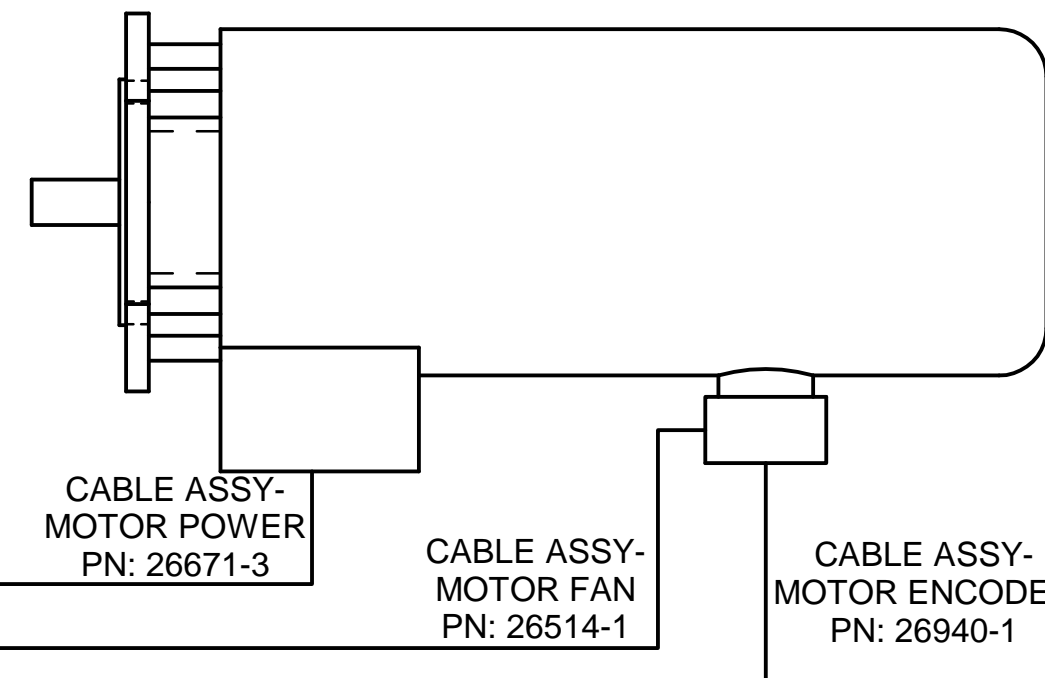 CABLE ASSY-
MOTOR POWER
PN: 26671-3
CABLE ASSY-
MOTOR FAN
PN: 26514-1
CABLE ASSY-
MOTOR ENCODE
PN: 26940-1